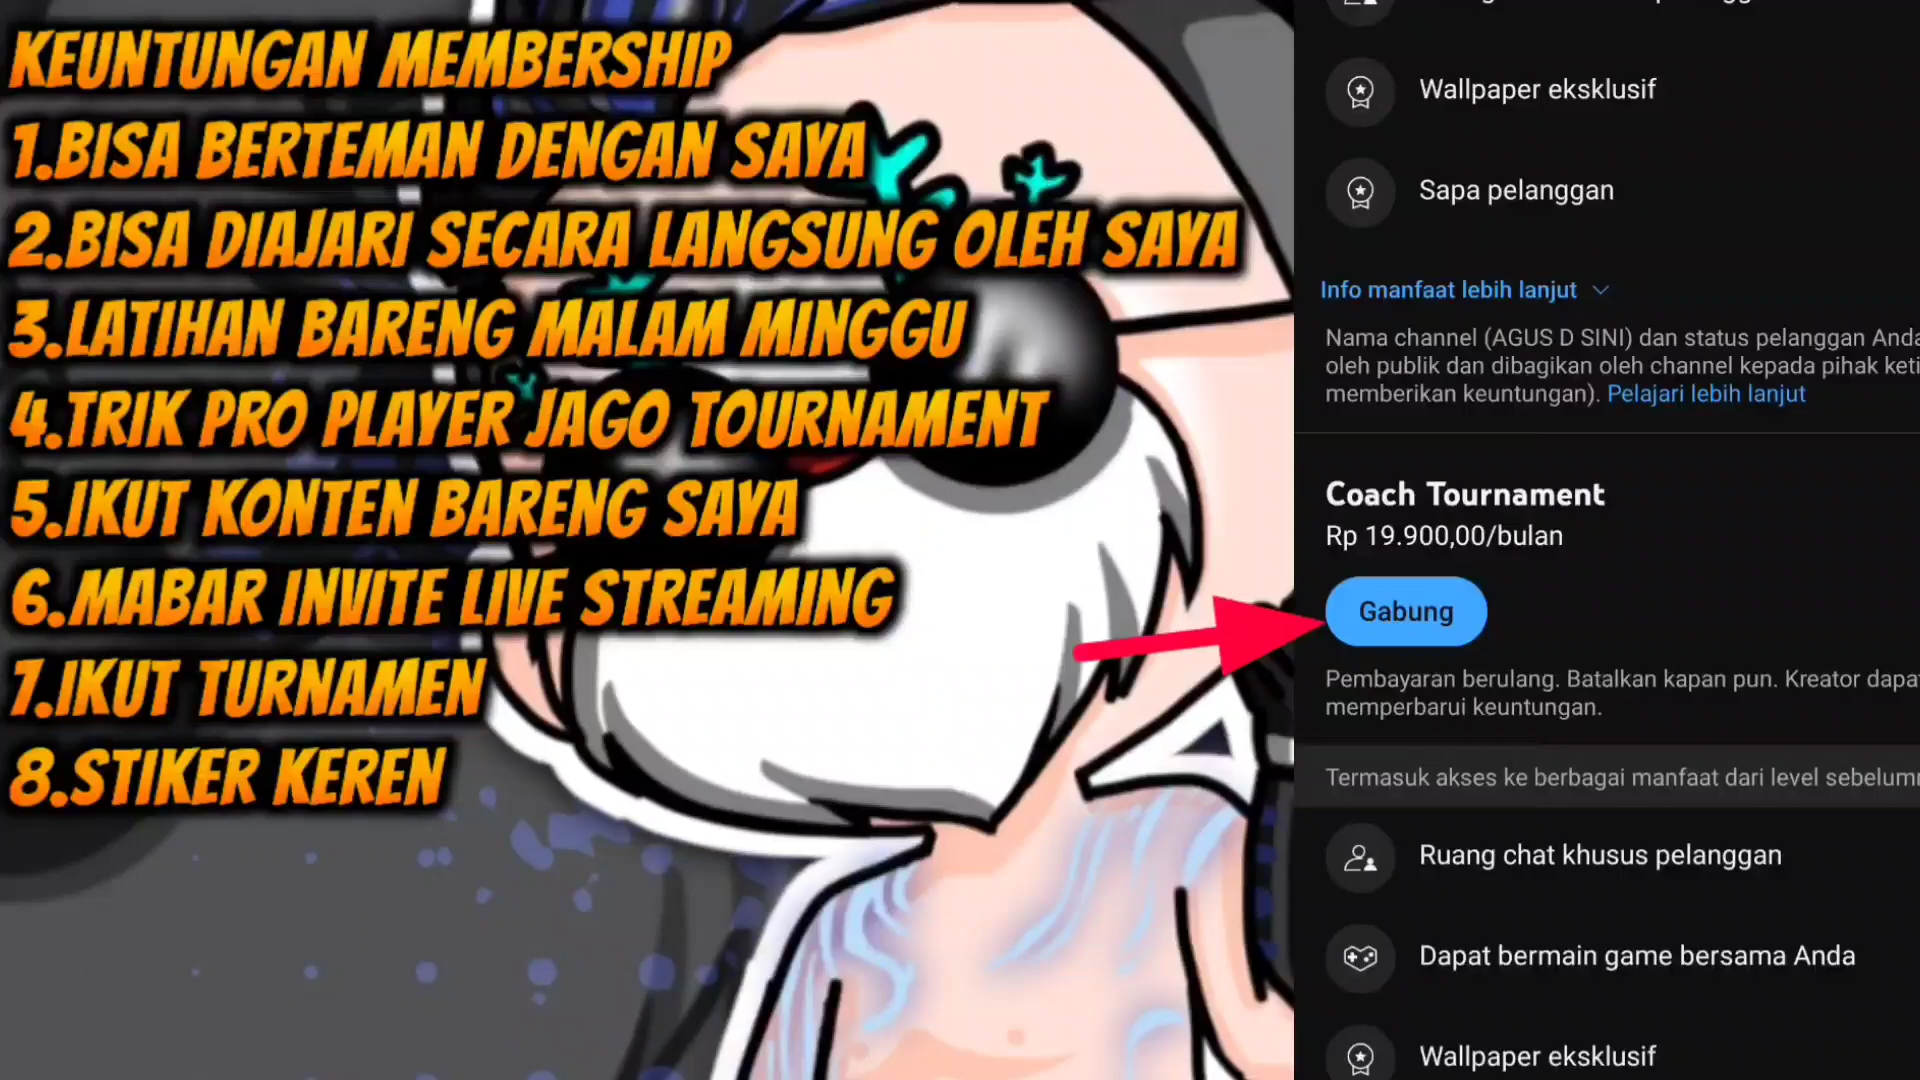 KEUNTUNGAN MEMBERSHIP
1.BISA BERTEMAN DENGAN SAYA
2.BISA DIAJARI SECARA LANGSUNG OLEH SAYA
3.LATIHAN BARENG MALAM MINGGU
4.TRIK PRO PLAYER JAGO TOURNAMENT
5.IKUT KONTEN BARENG SAYA
6.MABAR INVITE LIVE STREAMING
7.IKUT TURNAMEN
8.STIKER KEREN
Wallpaper eksklusif
Sapa pelanggan
Info manfaat lebih lanjut
Nama channel (AGUS D SINI) dan status pelanggan Anda
oleh publik dan dibagikan oleh channel kepada pihak keti
memberikan keuntungan). Pelajari lebih lanjut
Coach Tournament
Rp 19.900,00/bulan
Gabung
Pembayaran berulang. Batalkan kapan pun. Kreator dapa
memperbarui keuntungan.
Termasuk akses ke berbagai manfaat dari level sebelum
Ruang chat khusus pelanggan
Dapat bermain game bersama Anda
Wallpaper eksklusif